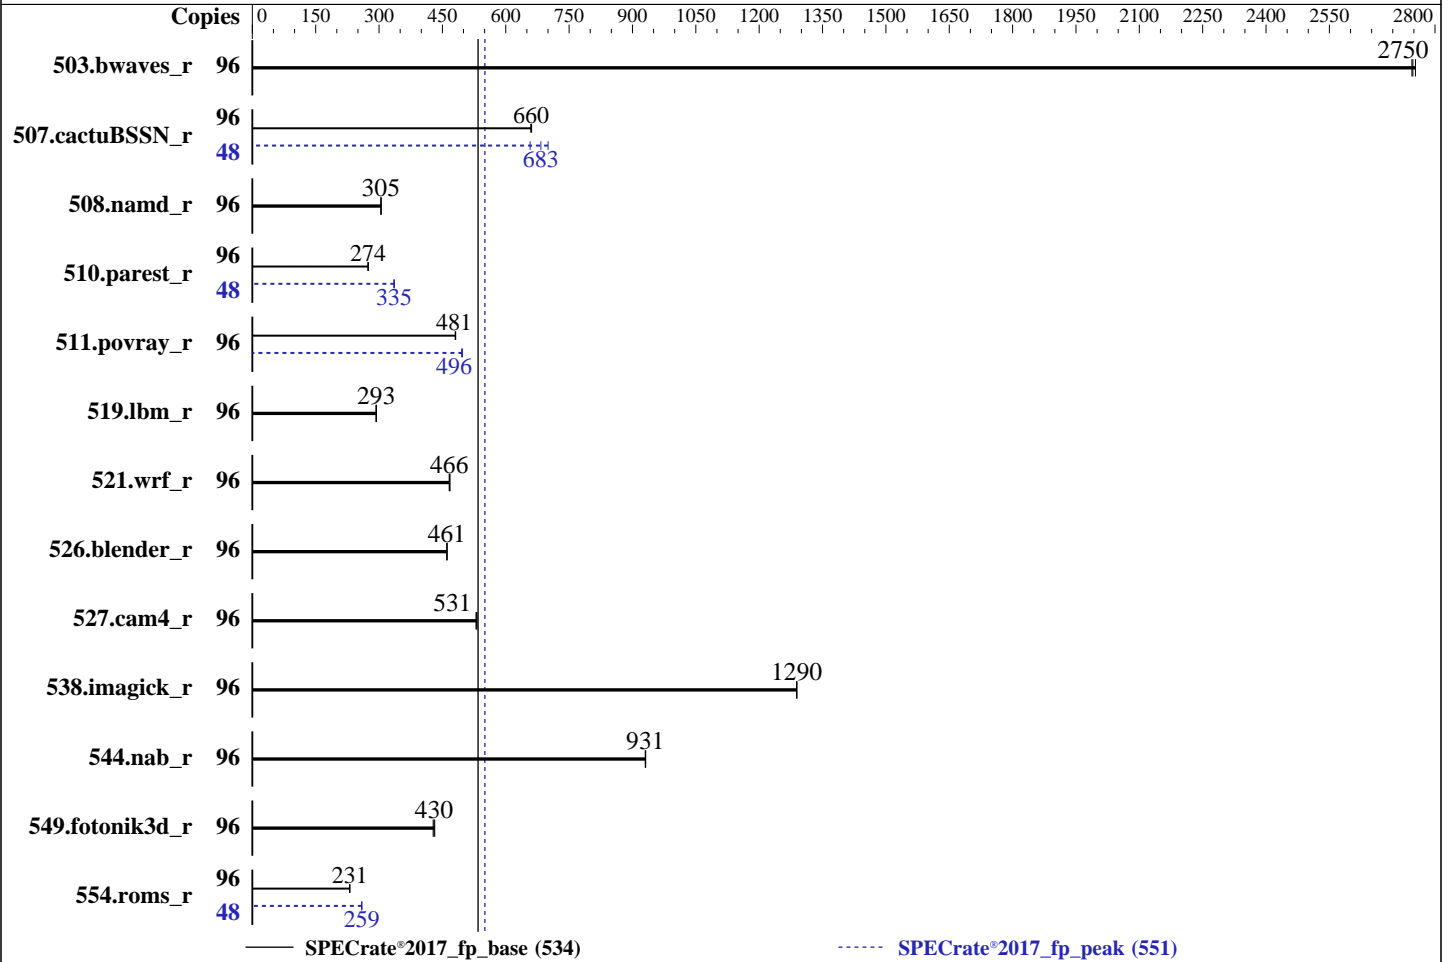 Copies 0 150 300 450 600 750 900 1050 1200 1350 1500 1650 1800 1950 2100 2250 2400 2550 2800
503.bwaves_r 96 2750
507.cactuBSSN_r 96 660
48 683
508.namd_r 96 305
510.parest_r 96 274
48 335
511.povray_r 96 481
496
519.lbm_r 96 293
521.wrf_r 96 466
526.blender_r 96 461
527.cam4_r 96 531
538.imagick_r 96 1290
544.nab_r 96 931
549.fotonik3d_r 96 430
554.roms_r 96 231
48 259
SPECrate®2017_fp_base (534) SPECrate®2017_fp_peak (551)